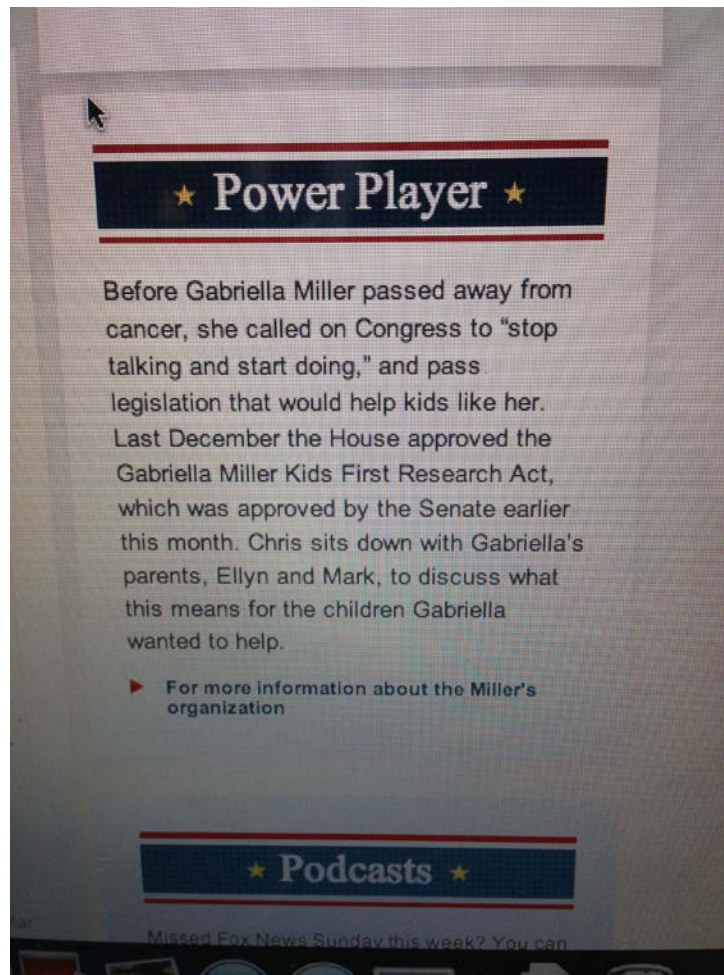 Power Player
Before Gabriella Miller passed away from
cancer, she called on Congress to “stop
talking and start doing,” and pass
legislation that would help kids like her.
Last December the House approved the
Gabriella Miller Kids First Research Act,
which was approved by the Senate earlier
this month. Chris sits down with Gabriella's
parents, Ellyn and Mark, to discuss what
this means for the children Gabriella
wanted to help.
For more information about the Miller's
organization
Podcasts
Missed Fox News Sunday this week? You can